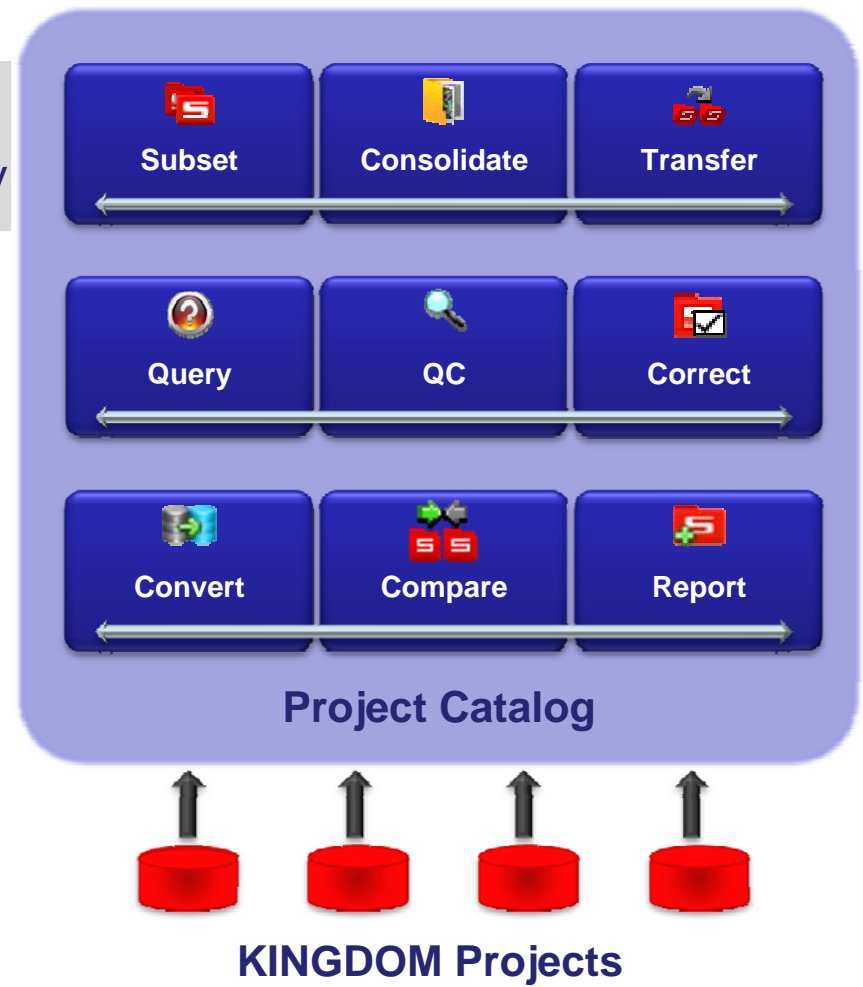 Subset Consolidate Transfer
Query QC Correct
Convert Compare Report
Project Catalog
KINGDOM Projects